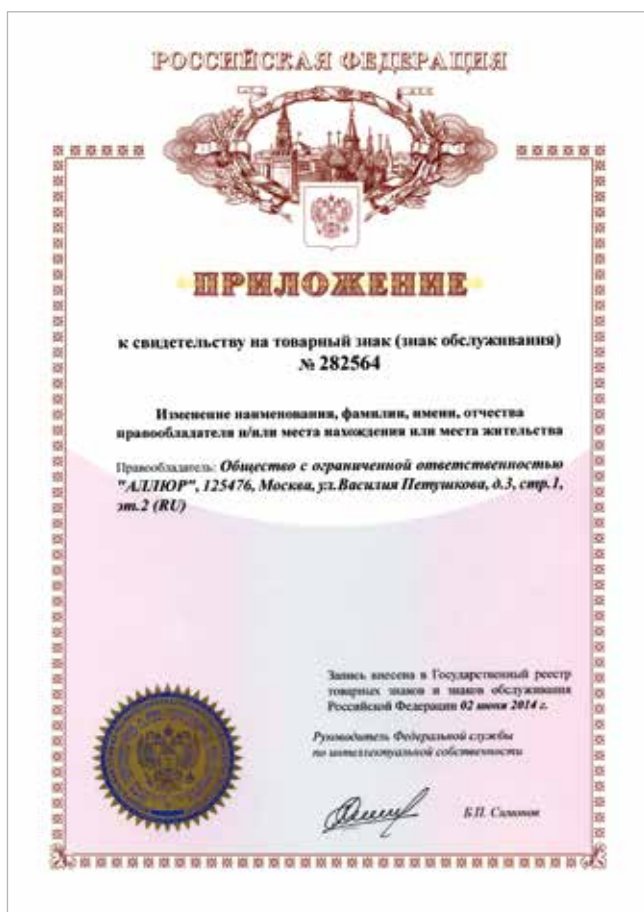 РОССИЙСКАЯ ФЕДЕРАЦИЯ
ПРИЛОЖЕНИЕ
к свидетельству на товарный знак (знак обслуживания)
№ 282564
Изменение наименования, фамилии, имени, отчества
правообладателя и/или места нахождения или места жительства
Правообладатель: Общество с ограниченной ответственностью
"АЛЛЮР", 125476, Москва, ул.Василия Петушкова, д.3, стр.1,
эт.2 (RU)
Запись внесена в Государственный реестр
товарных знаков и знаков обслуживания
Российской Федерации 02 июня 2014 г.
Руководитель Федеральной службы
по интеллектуальной собственности
Б.П. Симонов